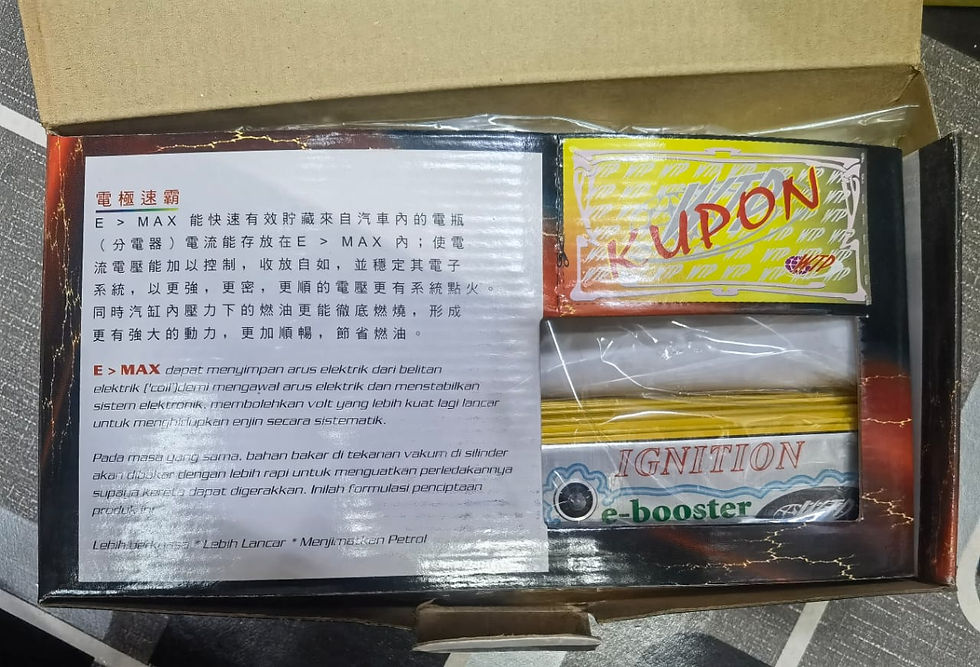 電極速霸
E > MAX 能快速有效貯藏來自汽車內的電瓶
（分電器）電流能存放在E > MAX 內；使電
流電壓能加以控制，收放自如，並穩定其電子
系統，以更強，更密，更順的電壓更有系統點火。
同時汽缸內壓力下的燃油更能徹底燃燒，形成
更有強大的動力，更加順暢，節省燃油。
E > MAX dapat menyimpan arus elektrik dari belitan
elektrik ('coil')demi mengawal arus elektrik dan menstabilkan
sistem elektronik, membolehkan volt yang lebih kuat lagi lancar
untuk menghidupkan enjin secara sistematik.
Pada masa yang sama, bahan bakar di tekanan vakum di silinder
akan dibakar dengan lebih rapi untuk menguatkan perledakannya
supaya kereta dapat digerakkan. Inilah formulasi penciptaan
produk ini
Lebih berkuasa * Lebih Lancar * Menjimatkan Petrol
KUPON
WTP
IGNITION
e-booster